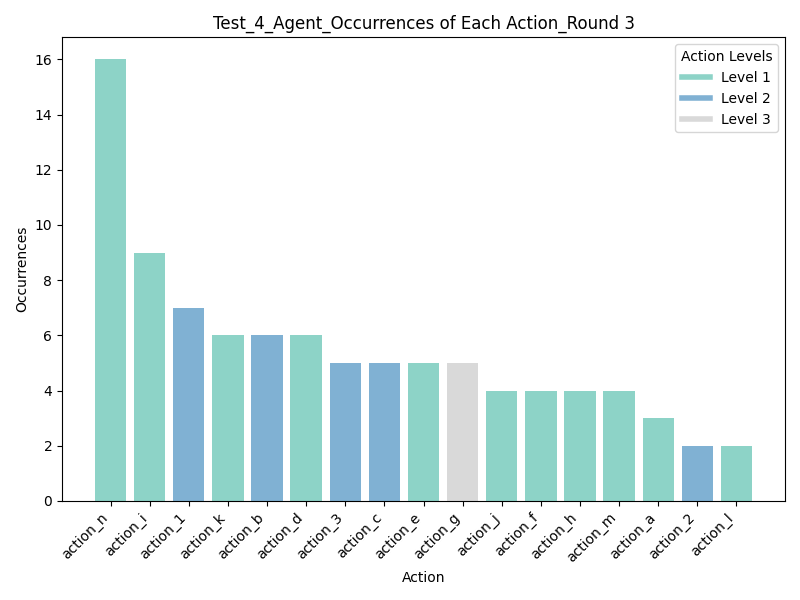 Test_4_Agent_Occurrences of Each Action_Round 3
Action Levels
Level 1
Level 2
Level 3
Occurrences
16
14
12
10
8
6
4
2
0
action_n
action_i
action_1
action_k
action_b
action_d
action_3
action_c
action_e
action_g
action_j
action_f
action_h
action_m
action_a
action_2
action_l
Action